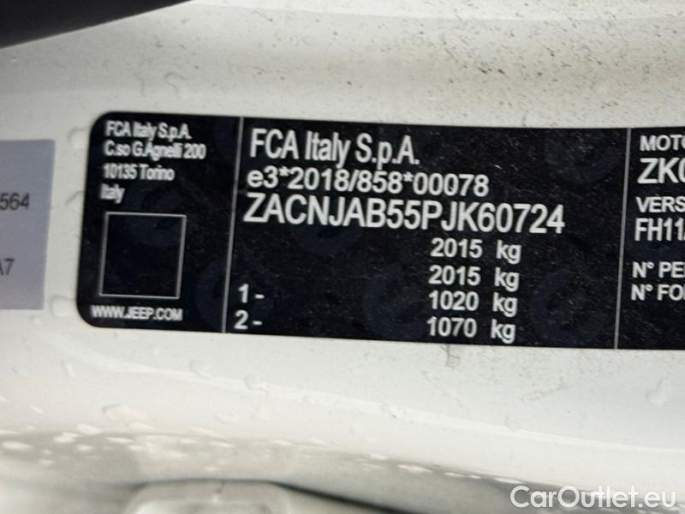 FCA Italy S.p.A.
C.so G.Agnelli 200
10135 Torino
Italy
WWW.JEEP.COM
FCA Italy S.p.A.
e3*2018/858*00078
ZACNJAB55PJK60724
2015 kg
2015 kg
1- 1020 kg
2- 1070 kg
MOTO
ZK0
VERS
FH11
N° PE
N° FO
564
A7
CarOutlet.eu